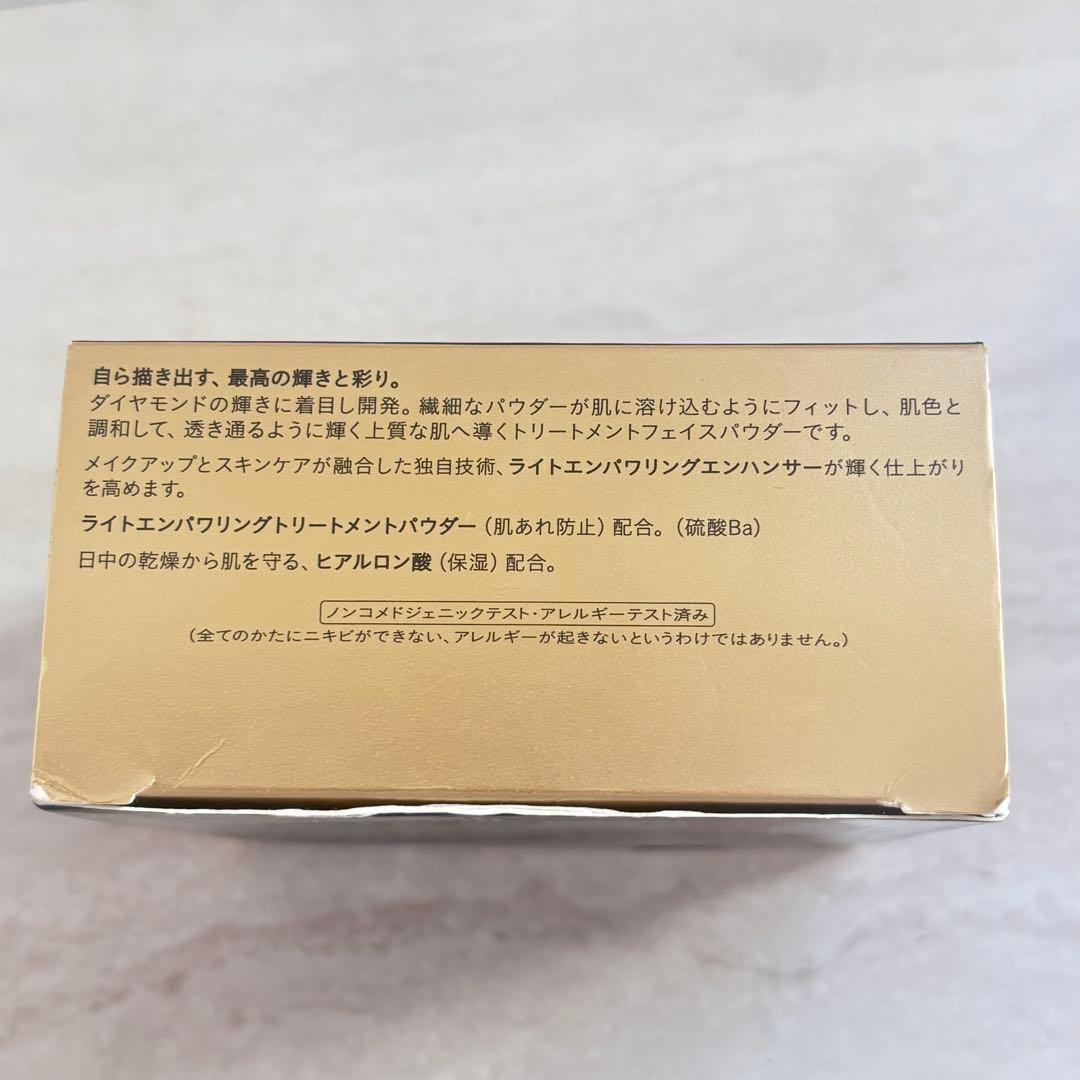 自ら描き出す、最高の輝きと彩り。
ダイヤモンドの輝きに着目し開発。繊細なパウダーが肌に溶け込むようにフィットし、肌色と
調和して、透き通るように輝く上質な肌へ導くトリートメントフェイスパウダーです。
メイクアップとスキンケアが融合した独自技術、ライトエンパワリングエンハンサーが輝く仕上がり
を高めます。
ライトエンパワリングトリートメントパウダー（肌あれ防止）配合。（硫酸Ba）
日中の乾燥から肌を守る、ヒアルロン酸（保湿）配合。
ノンコメドジェニックテスト・アレルギーテスト済み
（全てのかたにニキビができない、アレルギーが起きないというわけではありません。）